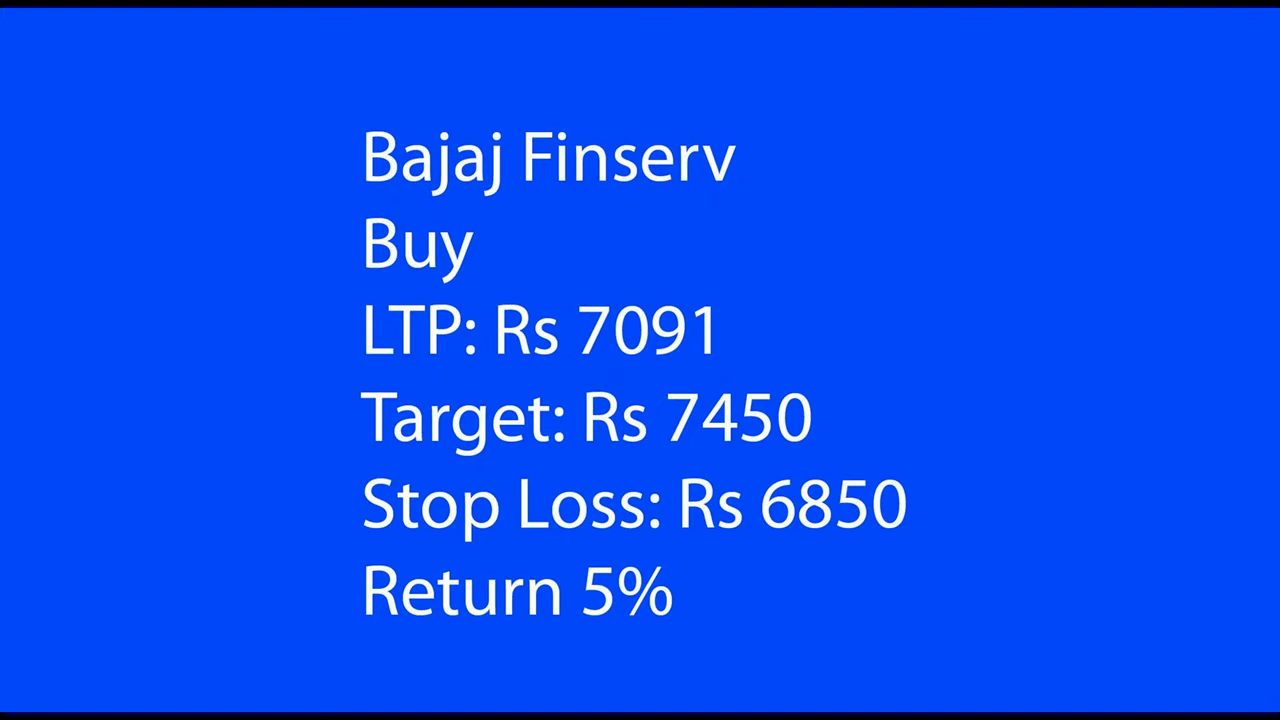 Bajaj Finserv
Buy
LTP: Rs 7091
Target: Rs 7450
Stop Loss: Rs 6850
Return 5%